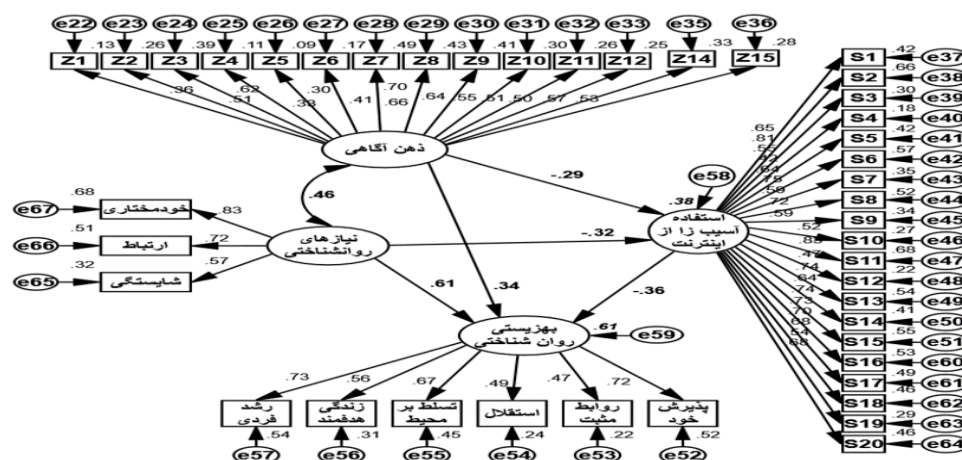 e22 e23 e24 e25 e26 e27 e28 e29 e30 e31 e32 e33 e35 e36
.13 .26 .39 .11 .09 .17 .49 .43 .41 .30 .26 .25 .33 .28
Z1 Z2 Z3 Z4 Z5 Z6 Z7 Z8 Z9 Z10 Z11 Z12 Z14 Z15
.36 .51 .62 .33 .30 .41 .66 .70 .64 .55 .51 .50 .57 .53
ذهن آگاهی
.46
-.29
e58
.38
استفاده
آسیب زا از
اینترنت
-.32
نیازهای
روانشناختی
.68
e67
خودمختاری
.83
.51
e66
ارتباط
.72
.32
e65
شایستگی
.57
.61
.34
-.36
بهزیستی
روان شناختی
.61
e59
.73 .56 .67 .49 .47 .72
رشد
فردی
زندگی
هدفمند
تسلط بر
محیط
استقلال
روابط
مثبت
پذیرش
خود
.54 .31 .45 .24 .22 .52
e57 e56 e55 e54 e53 e52
.65
.81
.55
.64
.59
.72
.59
.52
.47
.74
.64
.74
.73
.70
.68
.54
.68
S1 .42 e37
S2 .66 e38
S3 .30 e39
S4 .18 e40
S5 .42 e41
S6 .57 e42
S7 .35 e43
S8 .52 e44
S9 .34 e45
S10 .27 e46
S11 .68 e47
S12 .22 e48
S13 .54 e49
S14 .41 e50
S15 .55 e51
S16 .53 e60
S17 .49 e61
S18 .46 e62
S19 .29 e63
S20 .46 e64